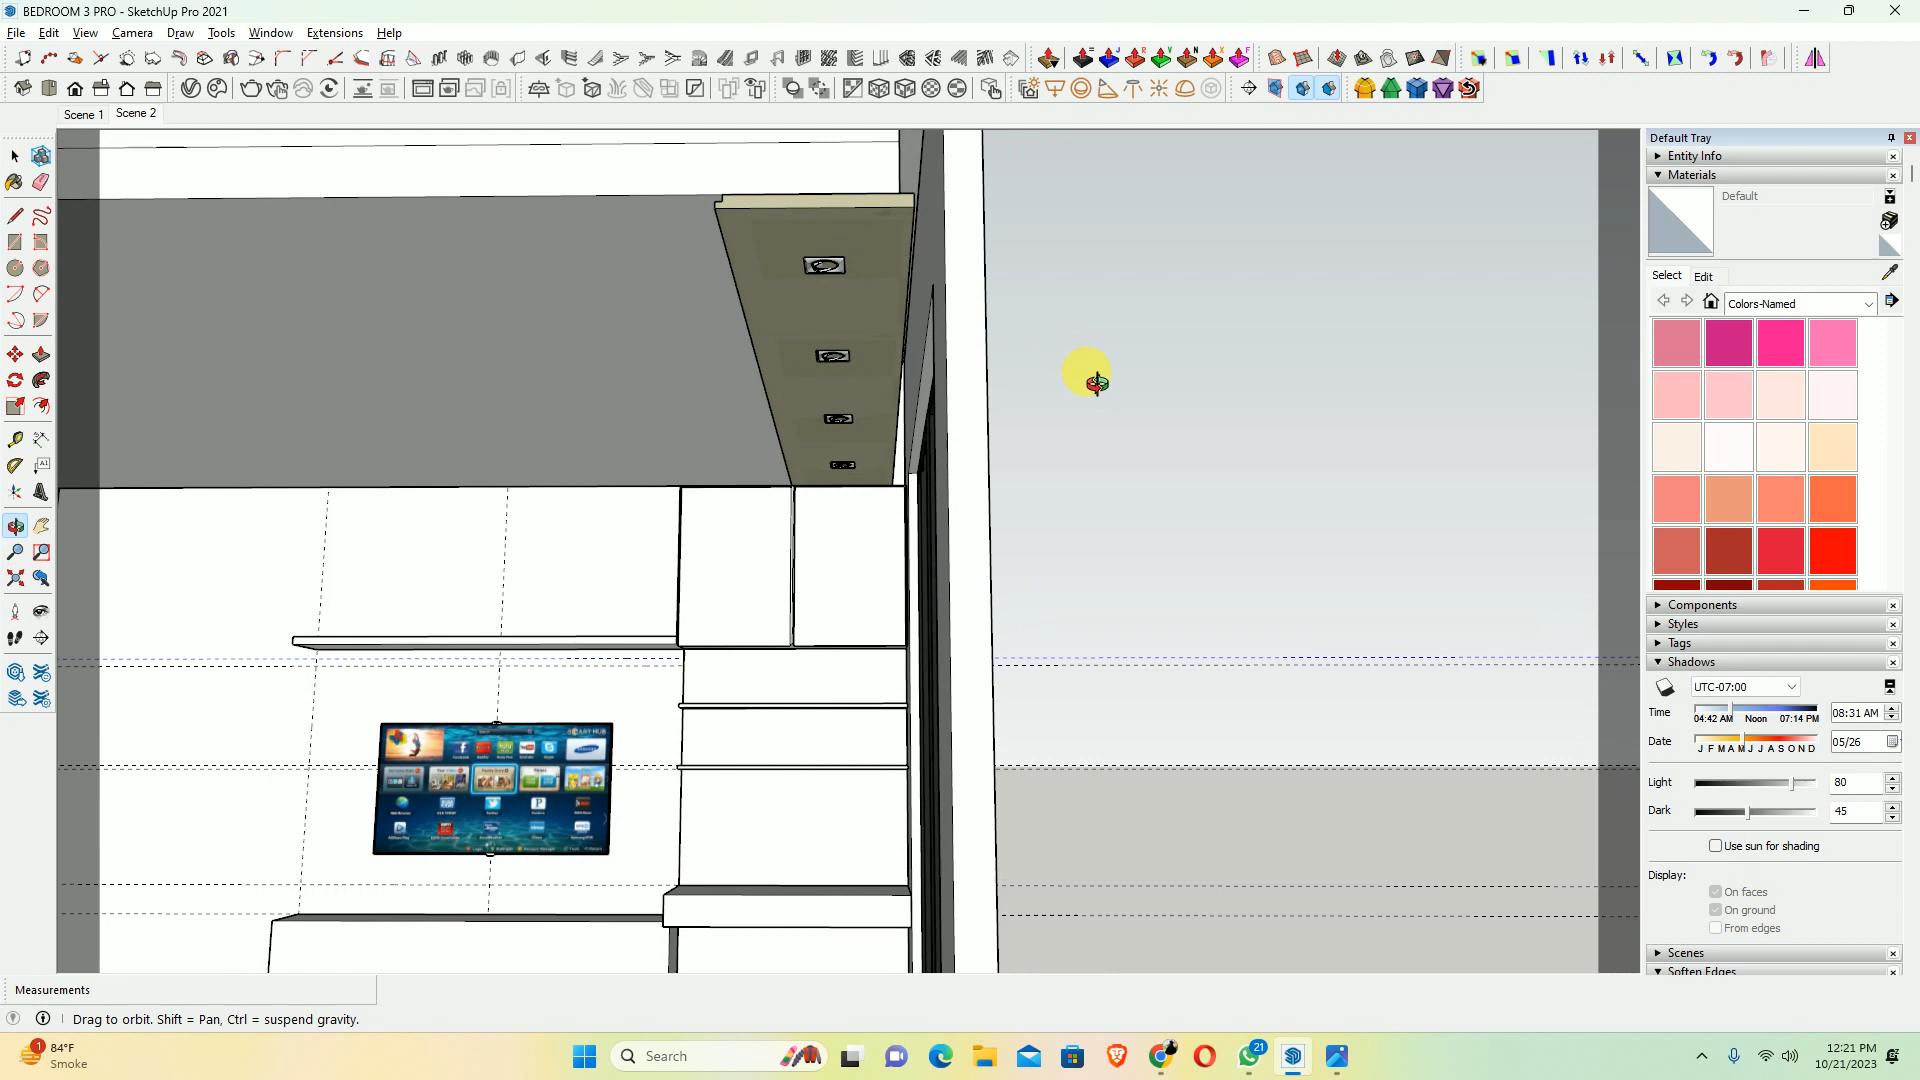 BEDROOM 3 PRO - SketchUp Pro 2021
File Edit View Camera Draw Tools Window Extensions Help
Scene 1 Scene 2
Default Tray
Entity Info
Materials
Default
Select Edit
Colors-Named
Components
Styles
Tags
Shadows
UTC-07:00
Time 04:42 AM Noon 07:14 PM 08:31 AM
Date J F M A M J J A S O N D 05/26
Light 80
Dark 45
Use sun for shading
Display:
On faces
On ground
From edges
Scenes
Soften Edges
Measurements
Drag to orbit. Shift = Pan, Ctrl = suspend gravity.
1 84°F
Smoke
Search
21
12:21 PM
10/21/2023